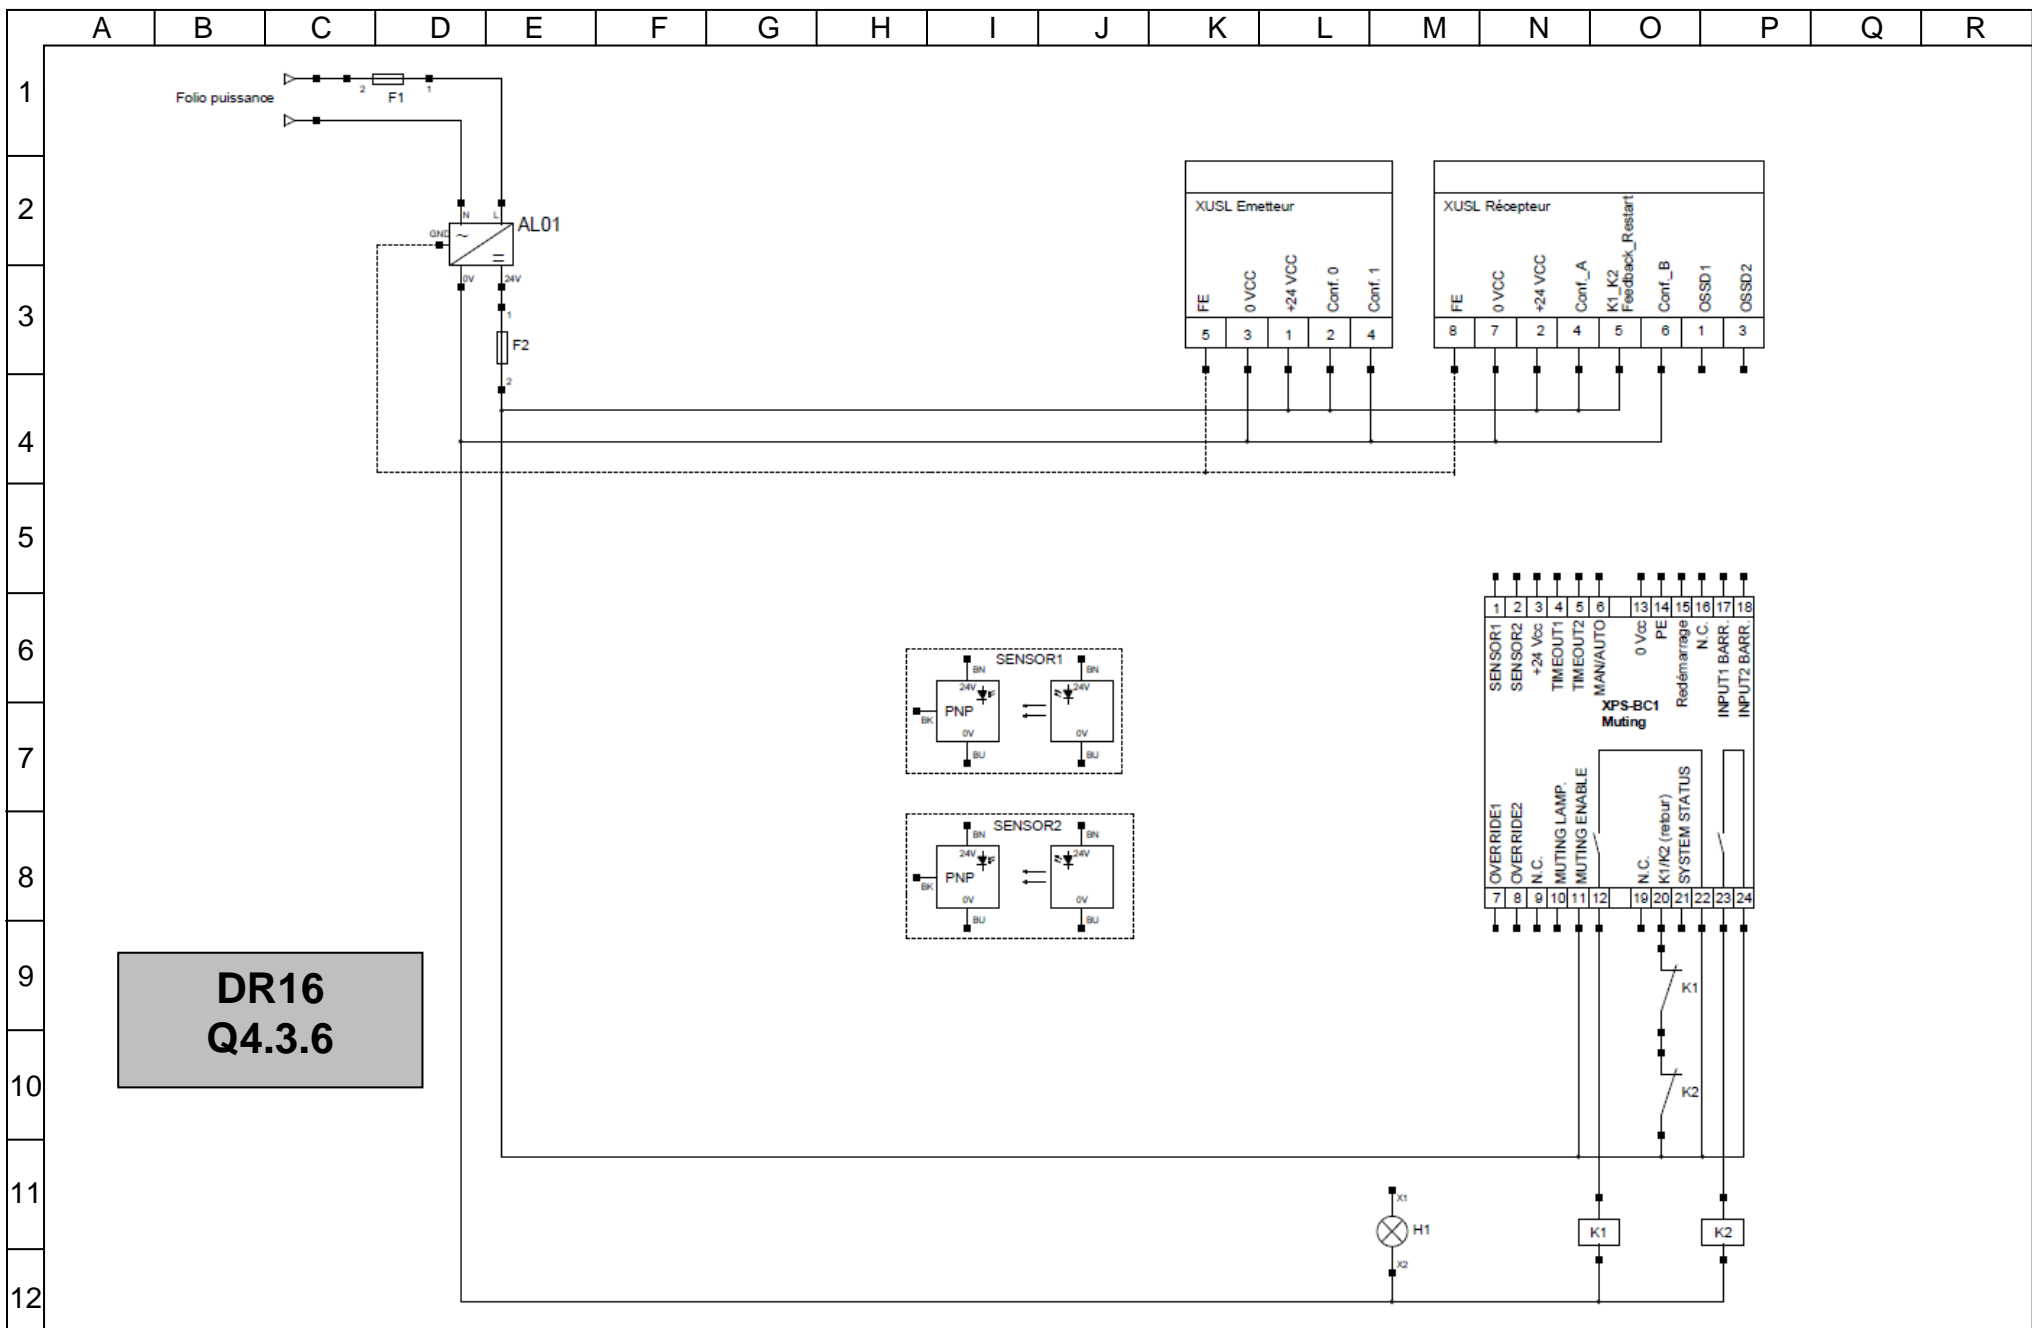 A B C D E F G H I J K L M N O P Q R
1
2
3
4
5
6
7
8
9
10
11
12
Folio puissance
2 F1 1
N L
GND ~ AL01
=
0V 24V
1
F2
2
XUSL Emetteur
FE
0 VCC
+24 VCC
Conf. 0
Conf. 1
5 3 1 2 4
XUSL Récepteur
FE
0 VCC
+24 VCC
Conf._A
K1_K2
Feedback_Restart
Conf._B
OSSD1
OSSD2
8 7 2 4 5 6 1 3
SENSOR1
BN BN
24V 24V
BK PNP
0V 0V
BU BU
SENSOR2
BN BN
24V 24V
BK PNP
0V 0V
BU BU
1 2 3 4 5 6 13 14 15 16 17 18
SENSOR1
SENSOR2
+24 Vcc
TIMEOUT1
TIMEOUT2
MAN/AUTO
0 Vcc
PE
Redémarrage
N.C.
INPUT1 BARR.
INPUT2 BARR.
XPS-BC1
Muting
OVERRIDE1
OVERRIDE2
N.C.
MUTING LAMP.
MUTING ENABLE
N.C.
K1/K2 (retour)
SYSTEM STATUS
7 8 9 10 11 12 19 20 21 22 23 24
K1
K2
X1
H1
X2
K1
K2
DR16
Q4.3.6